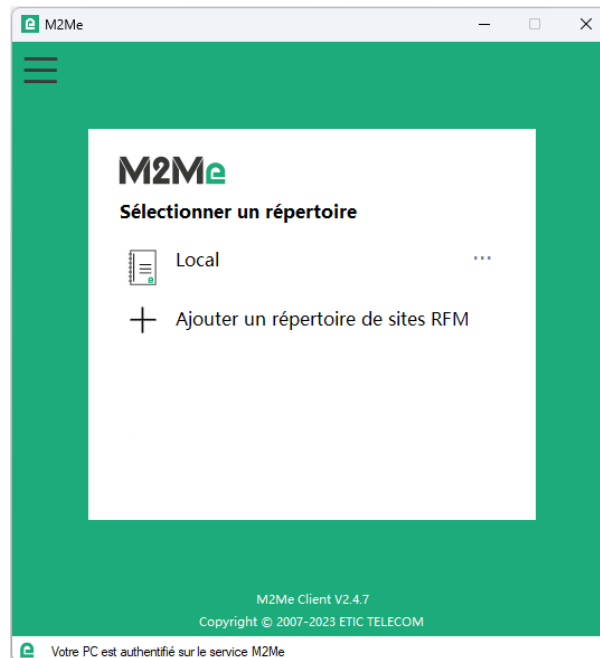 M2Me
M2Me
Sélectionner un répertoire
Local
...
Ajouter un répertoire de sites RFM
M2Me Client V2.4.7
Copyright © 2007-2023 ETIC TELECOM
Votre PC est authentifié sur le service M2Me